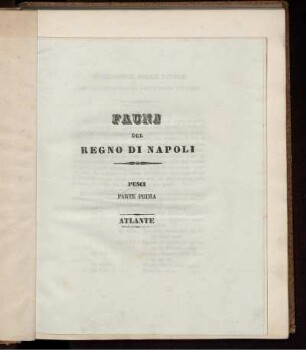 FAUNA
DEL
REGNO DI NAPOLI
PESCI
PARTE PRIMA
ATLANTE